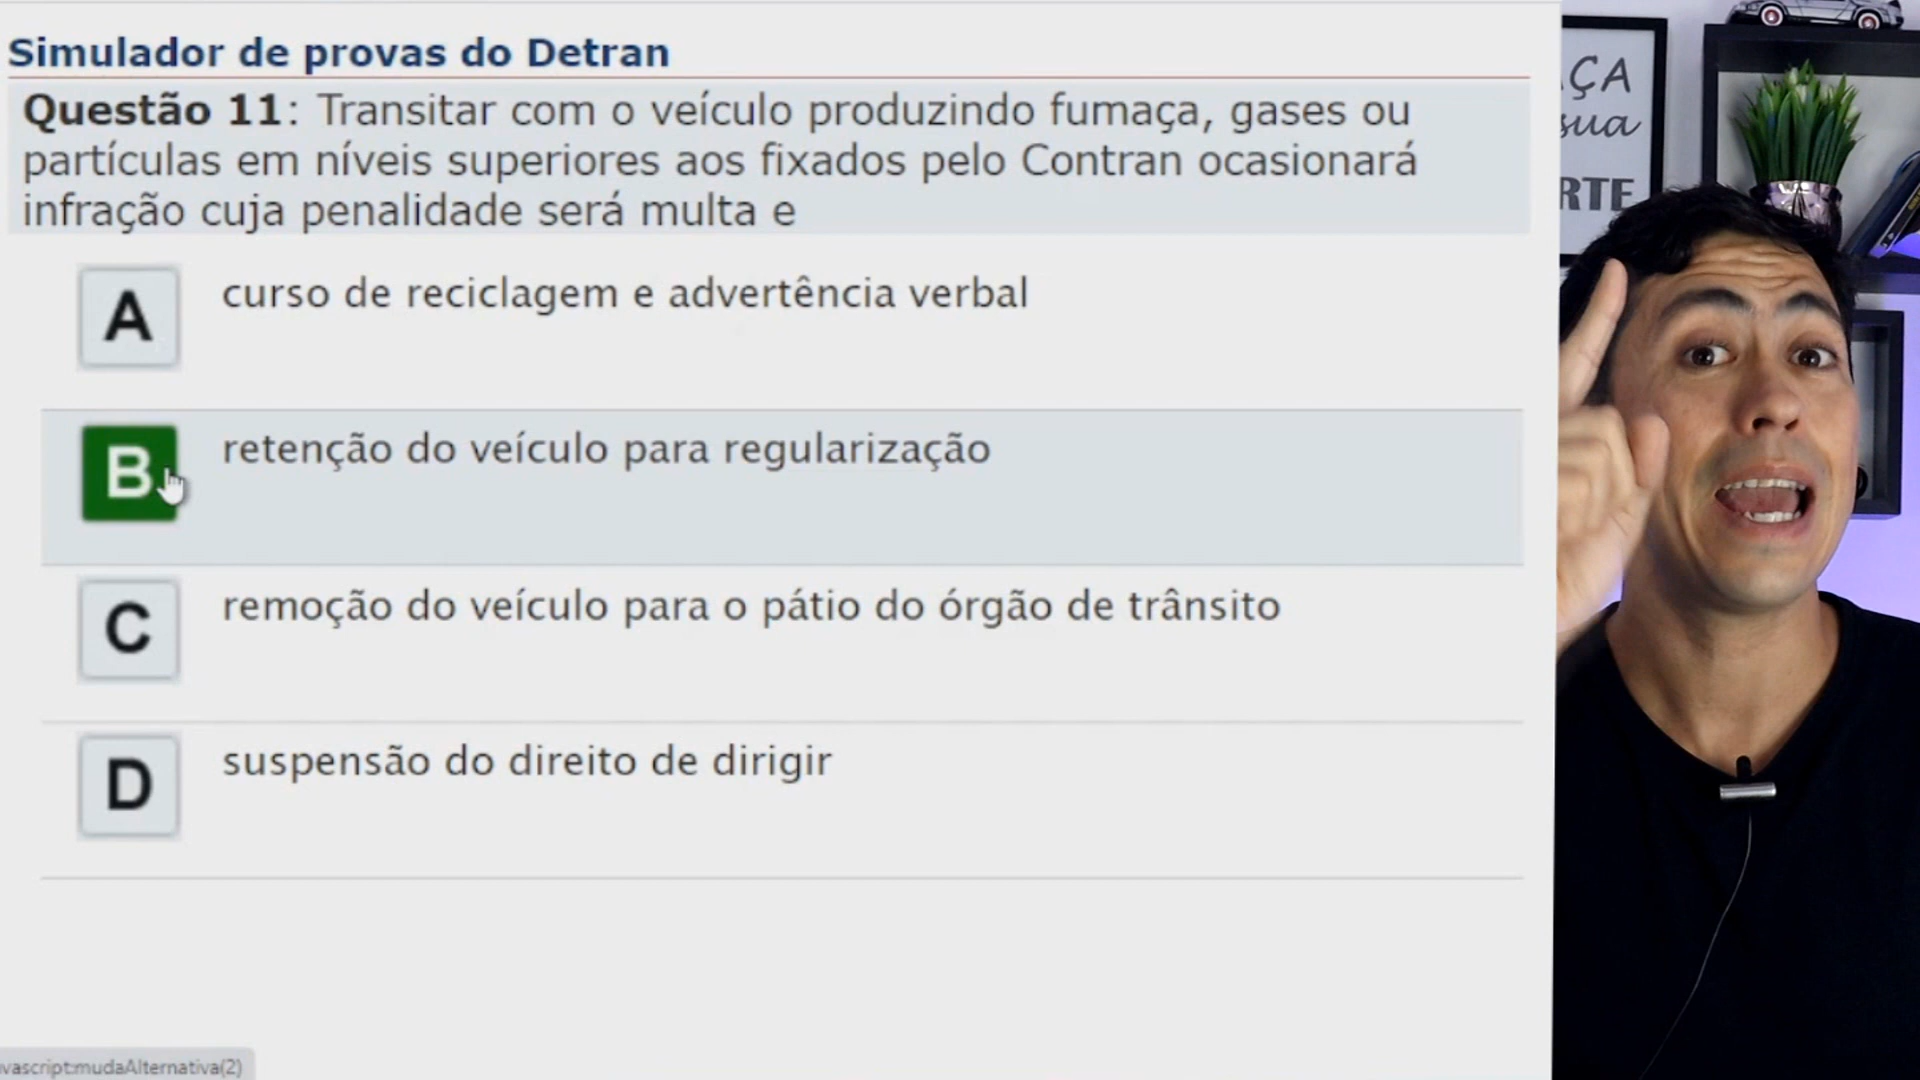 Simulador de provas do Detran
Questão 11: Transitar com o veículo produzindo fumaça, gases ou
partículas em níveis superiores aos fixados pelo Contran ocasionará
infração cuja penalidade será multa e
A curso de reciclagem e advertência verbal
B retenção do veículo para regularização
C remoção do veículo para o pátio do órgão de trânsito
D suspensão do direito de dirigir
vascript:mudaAlternativa(2)
AÇA
sua
RTE